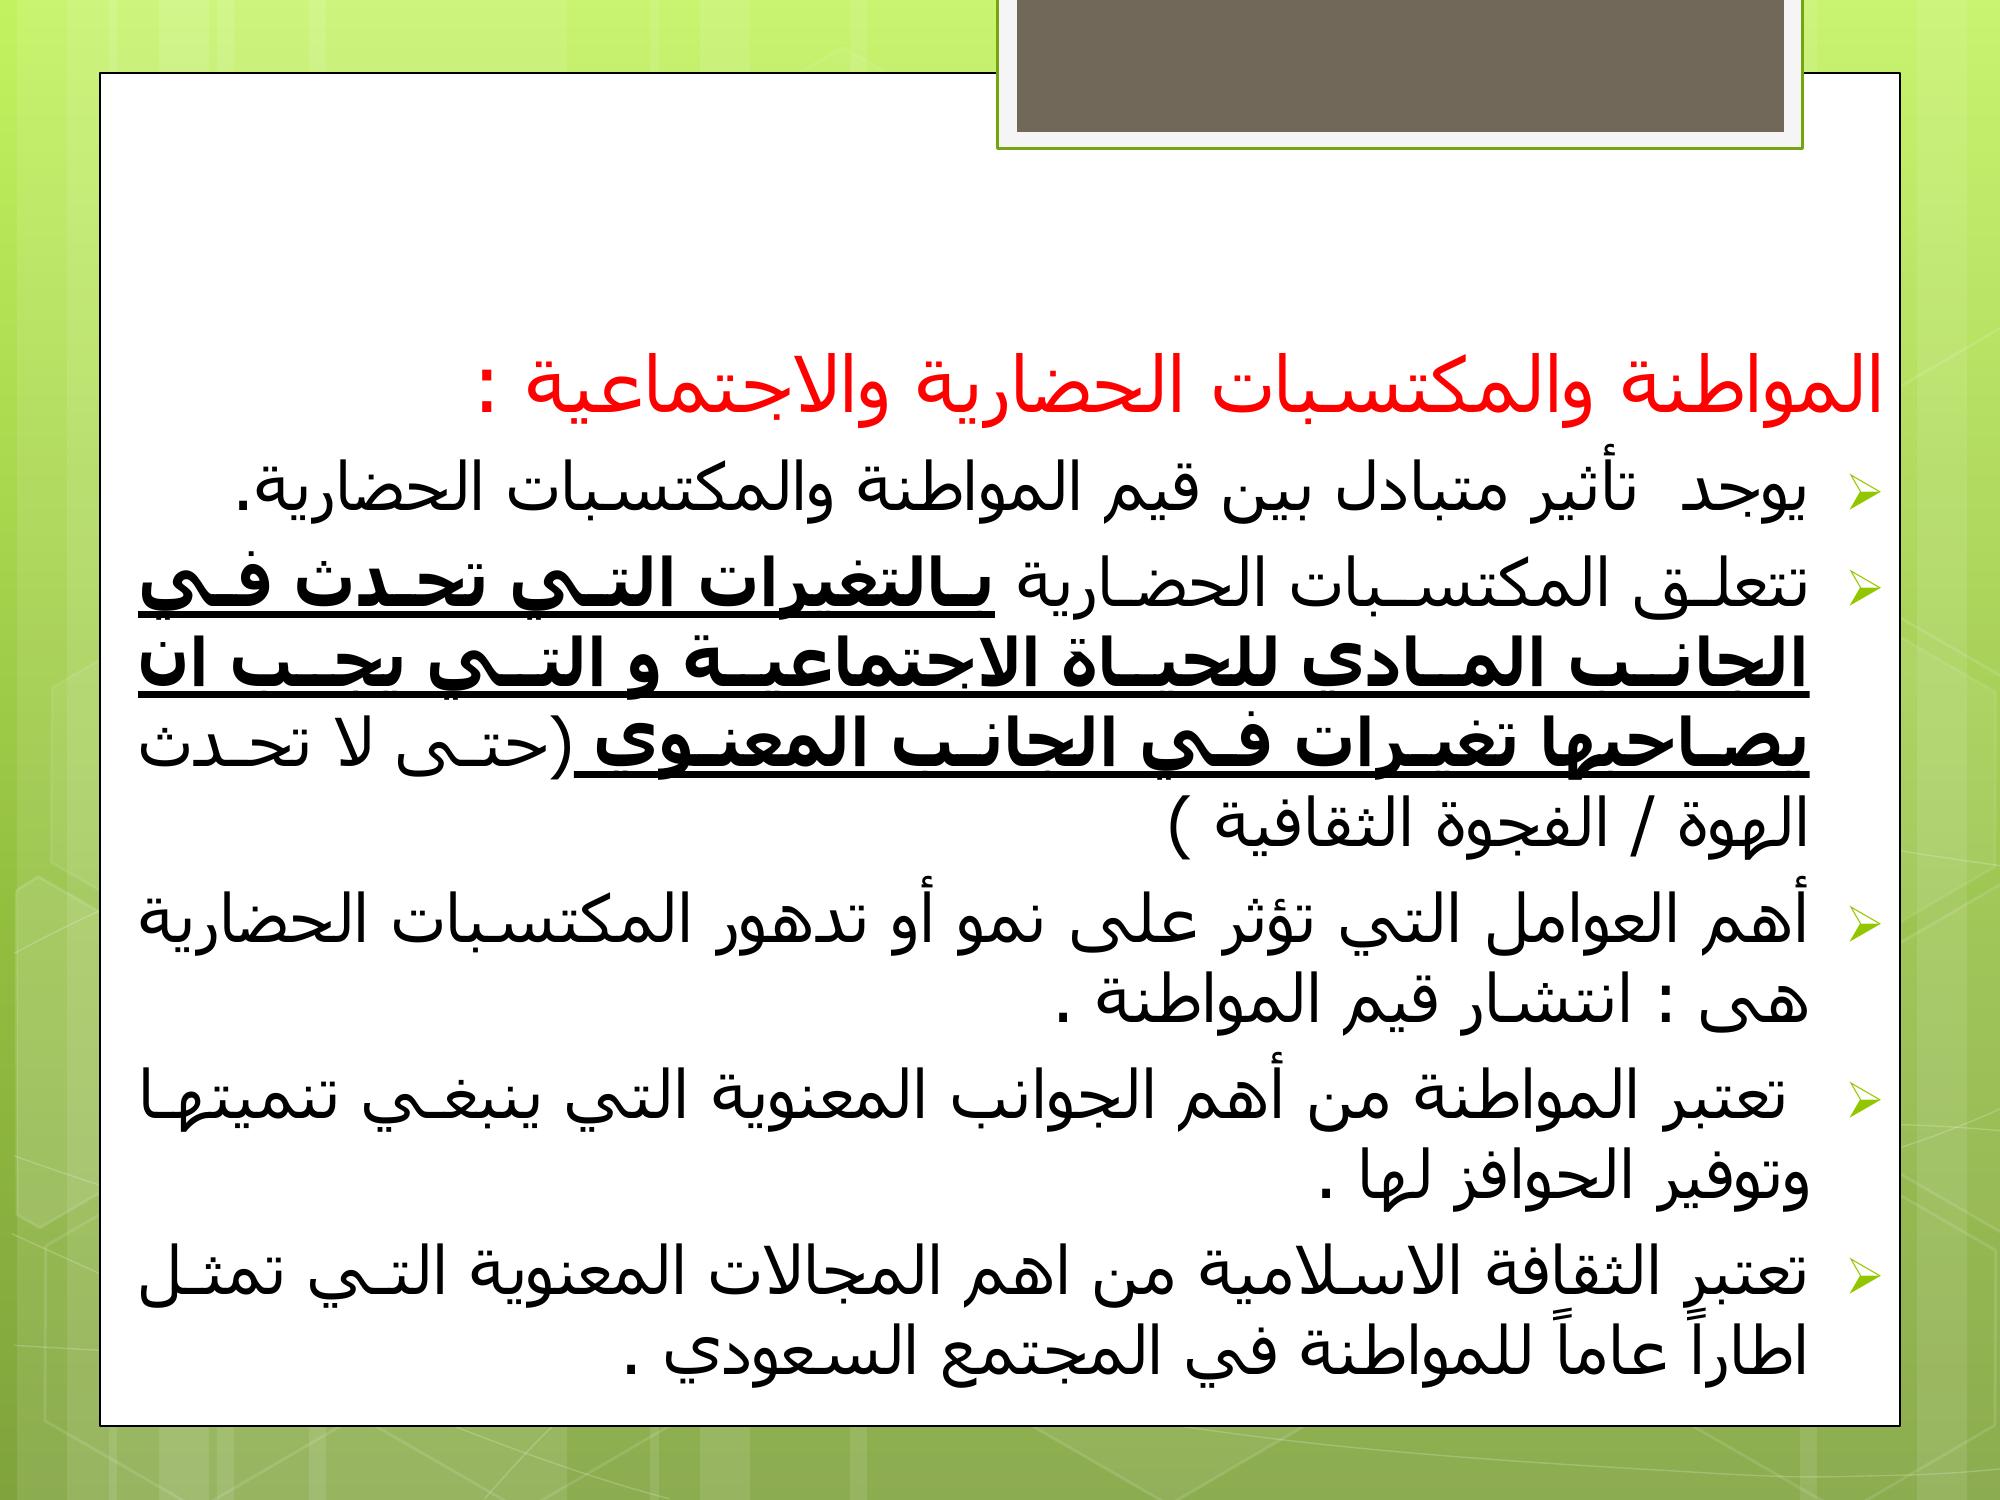 المواطنة والمكتسبات الحضارية والاجتماعية :
يوجد تأثير متبادل بين قيم المواطنة والمكتسبات الحضارية.
تتعلق المكتسبات الحضارية بالتغيرات التي تحدث في
الجانب المادي للحياة الاجتماعية و التي يجب ان
يصاحبها تغيرات في الجانب المعنوي (حتى لا تحدث
الهوة / الفجوة الثقافية )
أهم العوامل التي تؤثر على نمو أو تدهور المكتسبات الحضارية
هى : انتشار قيم المواطنة .
تعتبر المواطنة من أهم الجوانب المعنوية التي ينبغي تنميتها
وتوفير الحوافز لها .
تعتبر الثقافة الاسلامية من اهم المجالات المعنوية التي تمثل
اطاراً عاماً للمواطنة في المجتمع السعودي .